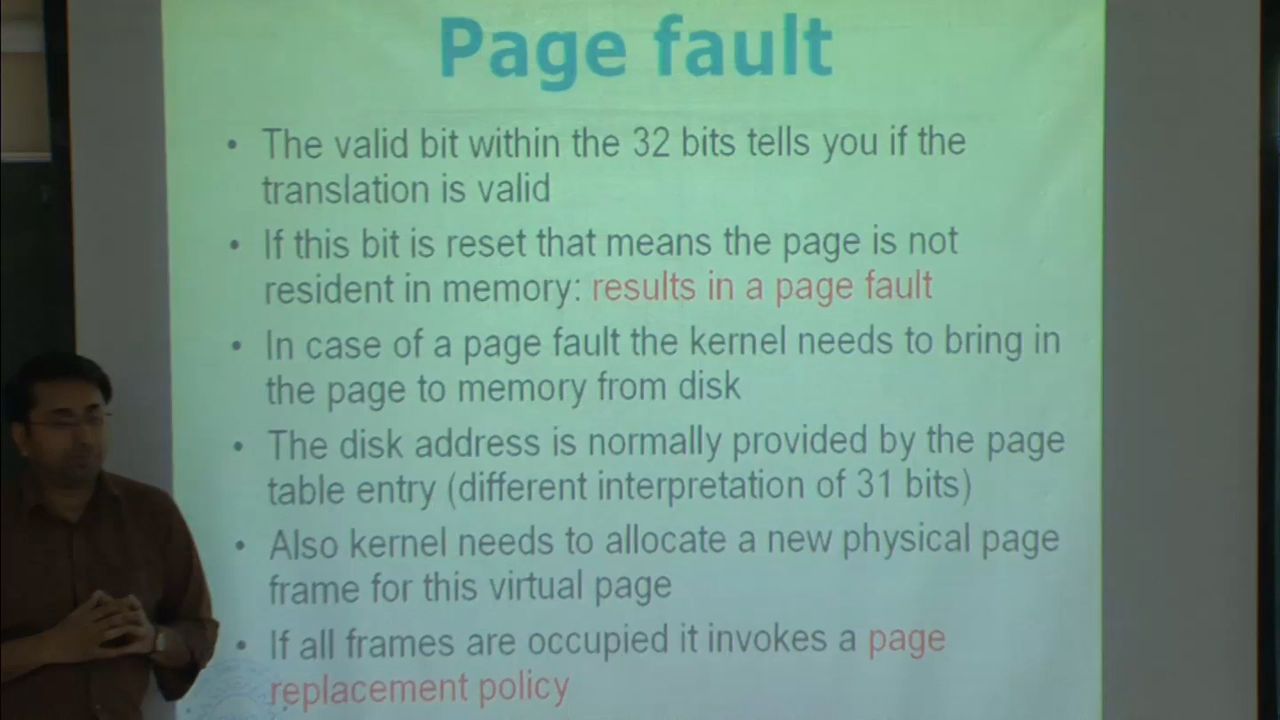 Page fault
• The valid bit within the 32 bits tells you if the
translation is valid
• If this bit is reset that means the page is not
resident in memory: results in a page fault
• In case of a page fault the kernel needs to bring in
the page to memory from disk
• The disk address is normally provided by the page
table entry (different interpretation of 31 bits)
• Also kernel needs to allocate a new physical page
frame for this virtual page
• If all frames are occupied it invokes a page
replacement policy